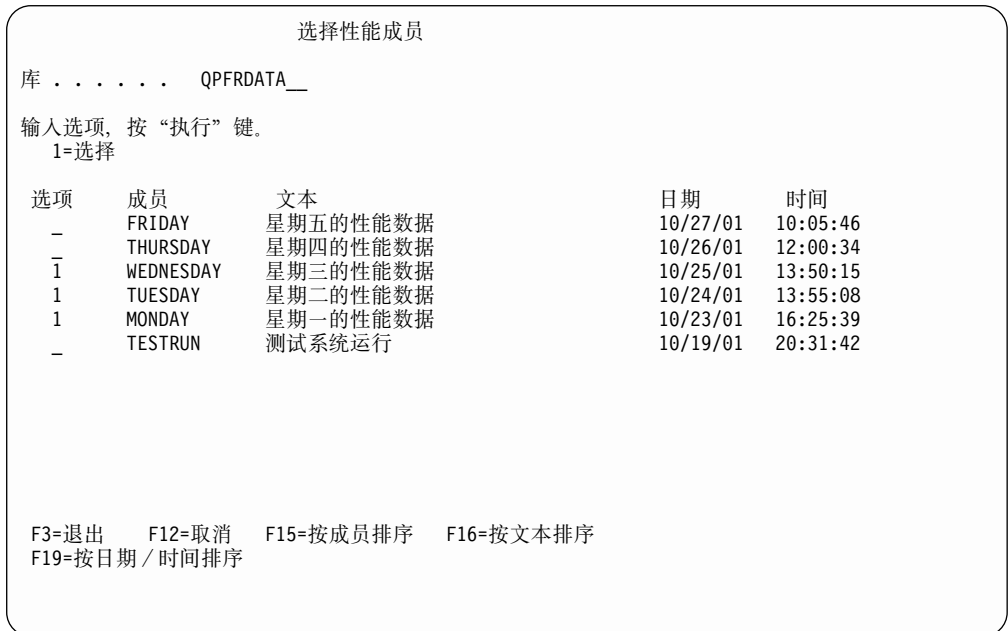 选择性能成员
库 . . . . . . QPFRDATA__
输入选项, 按“执行”键.
1=选择
选项 成员 文本 日期 时间
_ FRIDAY 星期五的性能数据 10/27/01 10:05:46
_ THURSDAY 星期四的性能数据 10/26/01 12:00:34
1 WEDNESDAY 星期三的性能数据 10/25/01 13:50:15
1 TUESDAY 星期二的性能数据 10/24/01 13:55:08
1 MONDAY 星期一的性能数据 10/23/01 16:25:39
_ TESTRUN 测试系统运行 10/19/01 20:31:42
F3=退出 F12=取消 F15=按成员排序 F16=按文本排序
F19=按日期/时间排序